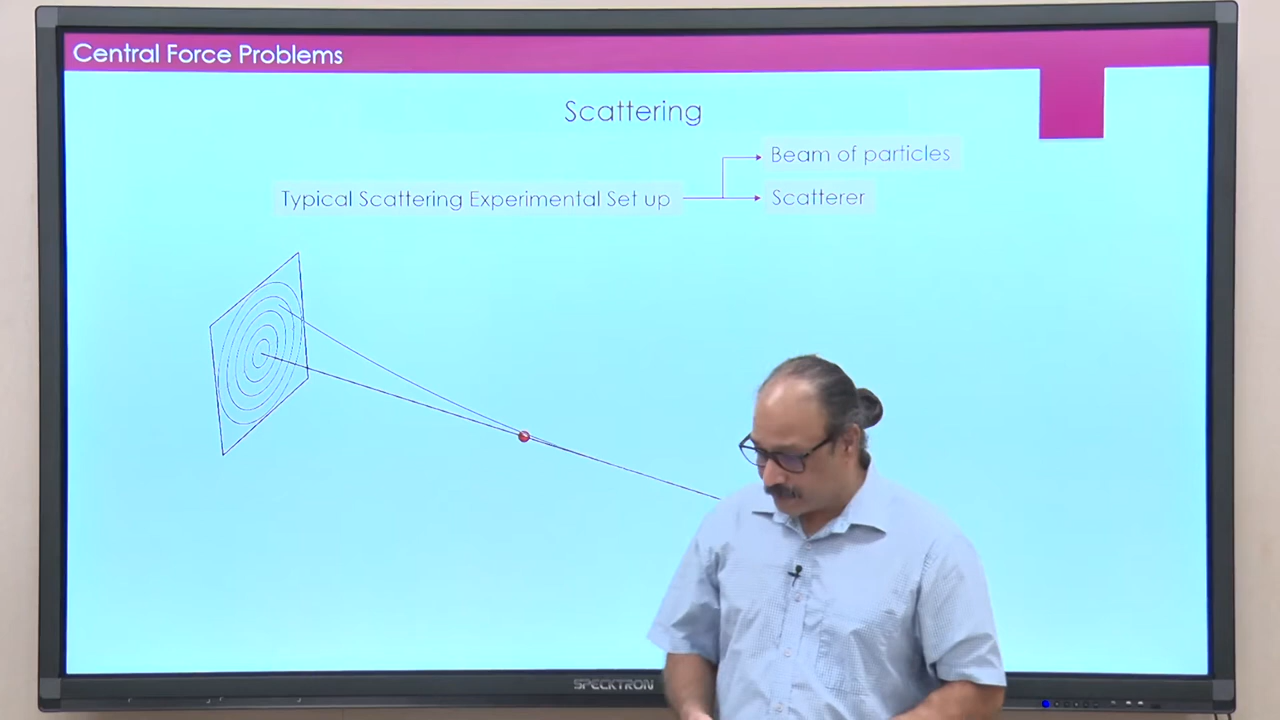 Central Force Problems
Scattering
Beam of particles
Typical Scattering Experimental Set up
Scatterer
SPECKTRON